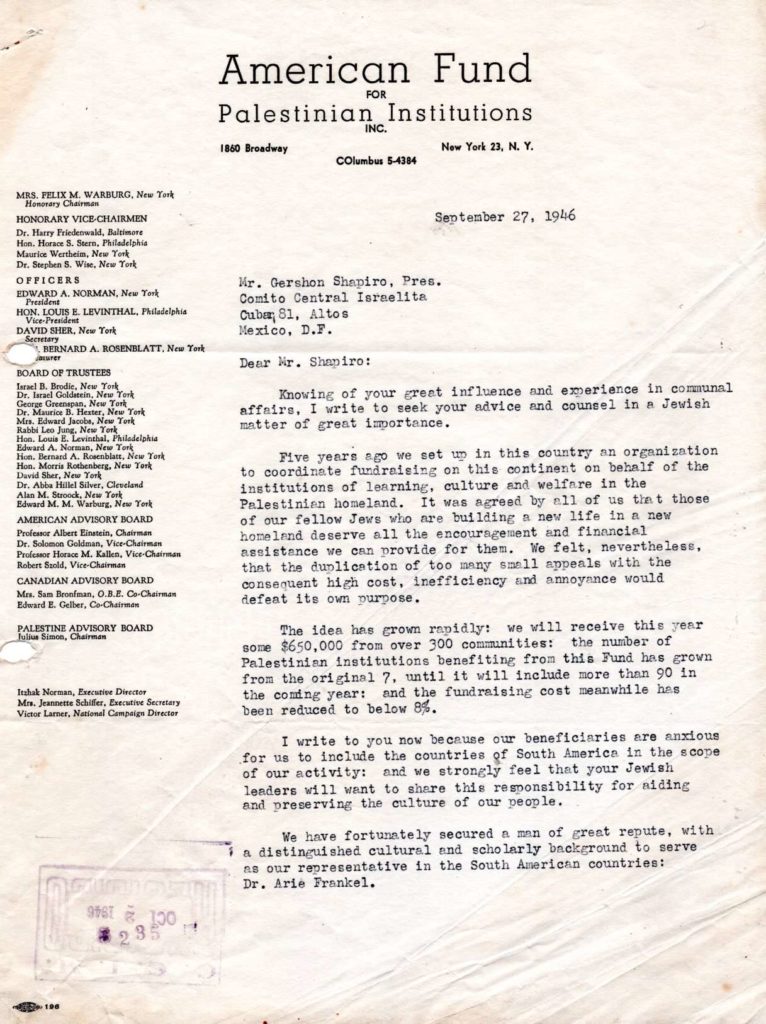 American Fund
FOR
Palestinian Institutions
INC.
1860 Broadway New York 23, N. Y.
COlumbus 5-4384
MRS. FELIX M. WARBURG, New York
Honorary Chairman
HONORARY VICE-CHAIRMEN
Dr. Harry Friedenwald, Baltimore
Hon. Horace S. Stern, Philadelphia
Maurice Wertheim, New York
Dr. Stephen S. Wise, New York
OFFICERS
EDWARD A. NORMAN, New York
President
HON. LOUIS E. LEVINTHAL, Philadelphia
Vice-President
DAVID SHER, New York
Secretary
BERNARD A. ROSENBLATT, New York
BOARD OF TRUSTEES
Israel B. Brodie, New York
Dr. Israel Goldstein, New York
George Greenspan, New York
Dr. Maurice B. Hexter, New York
Mrs. Edward Jacobs, New York
Rabbi Leo Jung, New York
Hon. Louis E. Levinthal, Philadelphia
Edward A. Norman, New York
Hon. Bernard A. Rosenblatt, New York
Hon. Morris Rothenberg, New York
David Sher, New York
Dr. Abba Hillel Silver, Cleveland
Alan M. Stroock, New York
Edward M. M. Warburg, New York
AMERICAN ADVISORY BOARD
Professor Albert Einstein, Chairman
Dr. Solomon Goldman, Vice-Chairman
Professor Horace M. Kallen, Vice-Chairman
Robert Szold, Vice-Chairman
CANADIAN ADVISORY BOARD
Mrs. Sam Bronfman, O.B.E. Co-Chairman
Edward E. Gelber, Co-Chairman
PALESTINE ADVISORY BOARD
Julius Simon, Chairman
Itzhak Norman, Executive Director
Mrs. Jeannette Schiffer, Executive Secretary
Victor Larner, National Campaign Director
September 27, 1946
Mr. Gershon Shapiro, Pres.
Comito Central Israelita
Cuba 81, Altos
Mexico, D.F.
Dear Mr. Shapiro:
Knowing of your great influence and experience in communal
affairs, I write to seek your advice and counsel in a Jewish
matter of great importance.
Five years ago we set up in this country an organization
to coordinate fundraising on this continent on behalf of the
institutions of learning, culture and welfare in the
Palestinian homeland. It was agreed by all of us that those
of our fellow Jews who are building a new life in a new
homeland deserve all the encouragement and financial
assistance we can provide for them. We felt, nevertheless,
that the duplication of too many small appeals with the
consequent high cost, inefficiency and annoyance would
defeat its own purpose.
The idea has grown rapidly: we will receive this year
some $650,000 from over 300 communities: the number of
Palestinian institutions benefiting from this Fund has grown
from the original 7, until it will include more than 90 in
the coming year: and the fundraising cost meanwhile has
been reduced to below 8%.
I write to you now because our beneficiaries are anxious
for us to include the countries of South America in the scope
of our activity: and we strongly feel that your Jewish
leaders will want to share this responsibility for aiding
and preserving the culture of our people.
We have fortunately secured a man of great repute, with
a distinguished cultural and scholarly background to serve
as our representative in the South American countries:
Dr. Arie Frankel.
OCT 2 1946
235
196